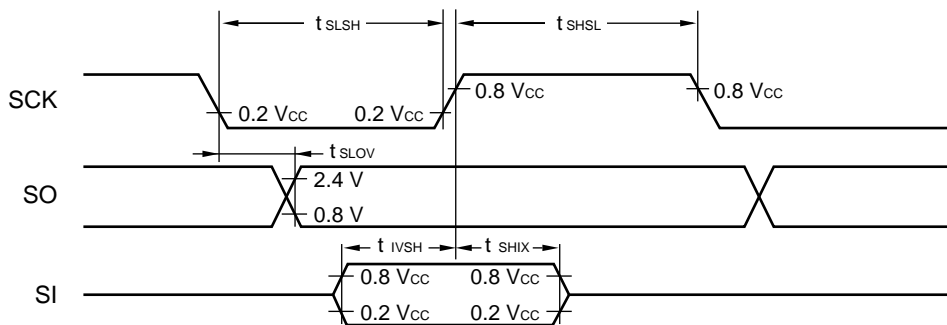 t SLSH
t SHSL
SCK
0.8 VCC
0.8 VCC
0.2 VCC
0.2 VCC
t SLOV
SO
2.4 V
0.8 V
t IVSH
t SHIX
SI
0.8 VCC
0.8 VCC
0.2 VCC
0.2 VCC